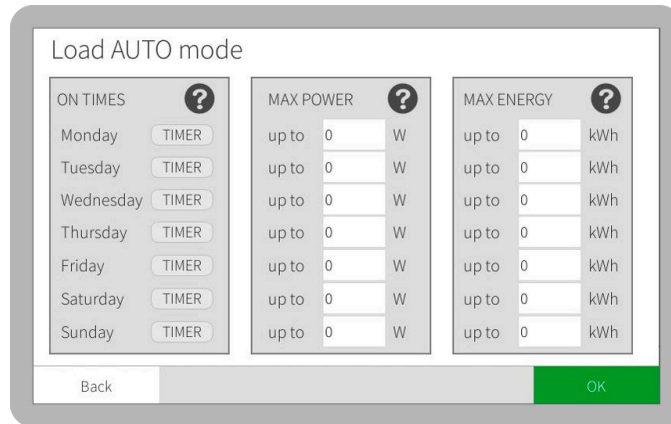 Load AUTO mode
ON TIMES ?
Monday TIMER
Tuesday TIMER
Wednesday TIMER
Thursday TIMER
Friday TIMER
Saturday TIMER
Sunday TIMER
MAX POWER ?
up to 0 W
up to 0 W
up to 0 W
up to 0 W
up to 0 W
up to 0 W
up to 0 W
MAX ENERGY ?
up to 0 kWh
up to 0 kWh
up to 0 kWh
up to 0 kWh
up to 0 kWh
up to 0 kWh
up to 0 kWh
Back OK